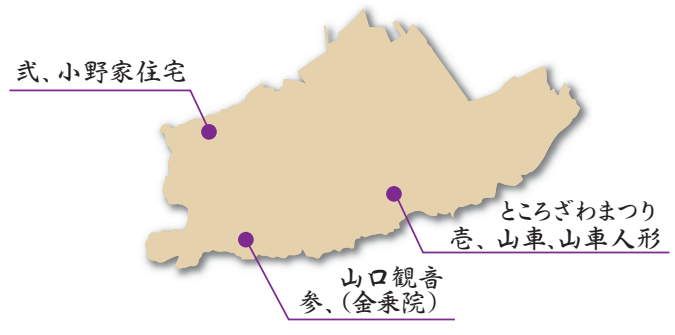 弐、小野家住宅
ところざわまつり
壱、山車、山車人形
山口観音
参、(金乗院)